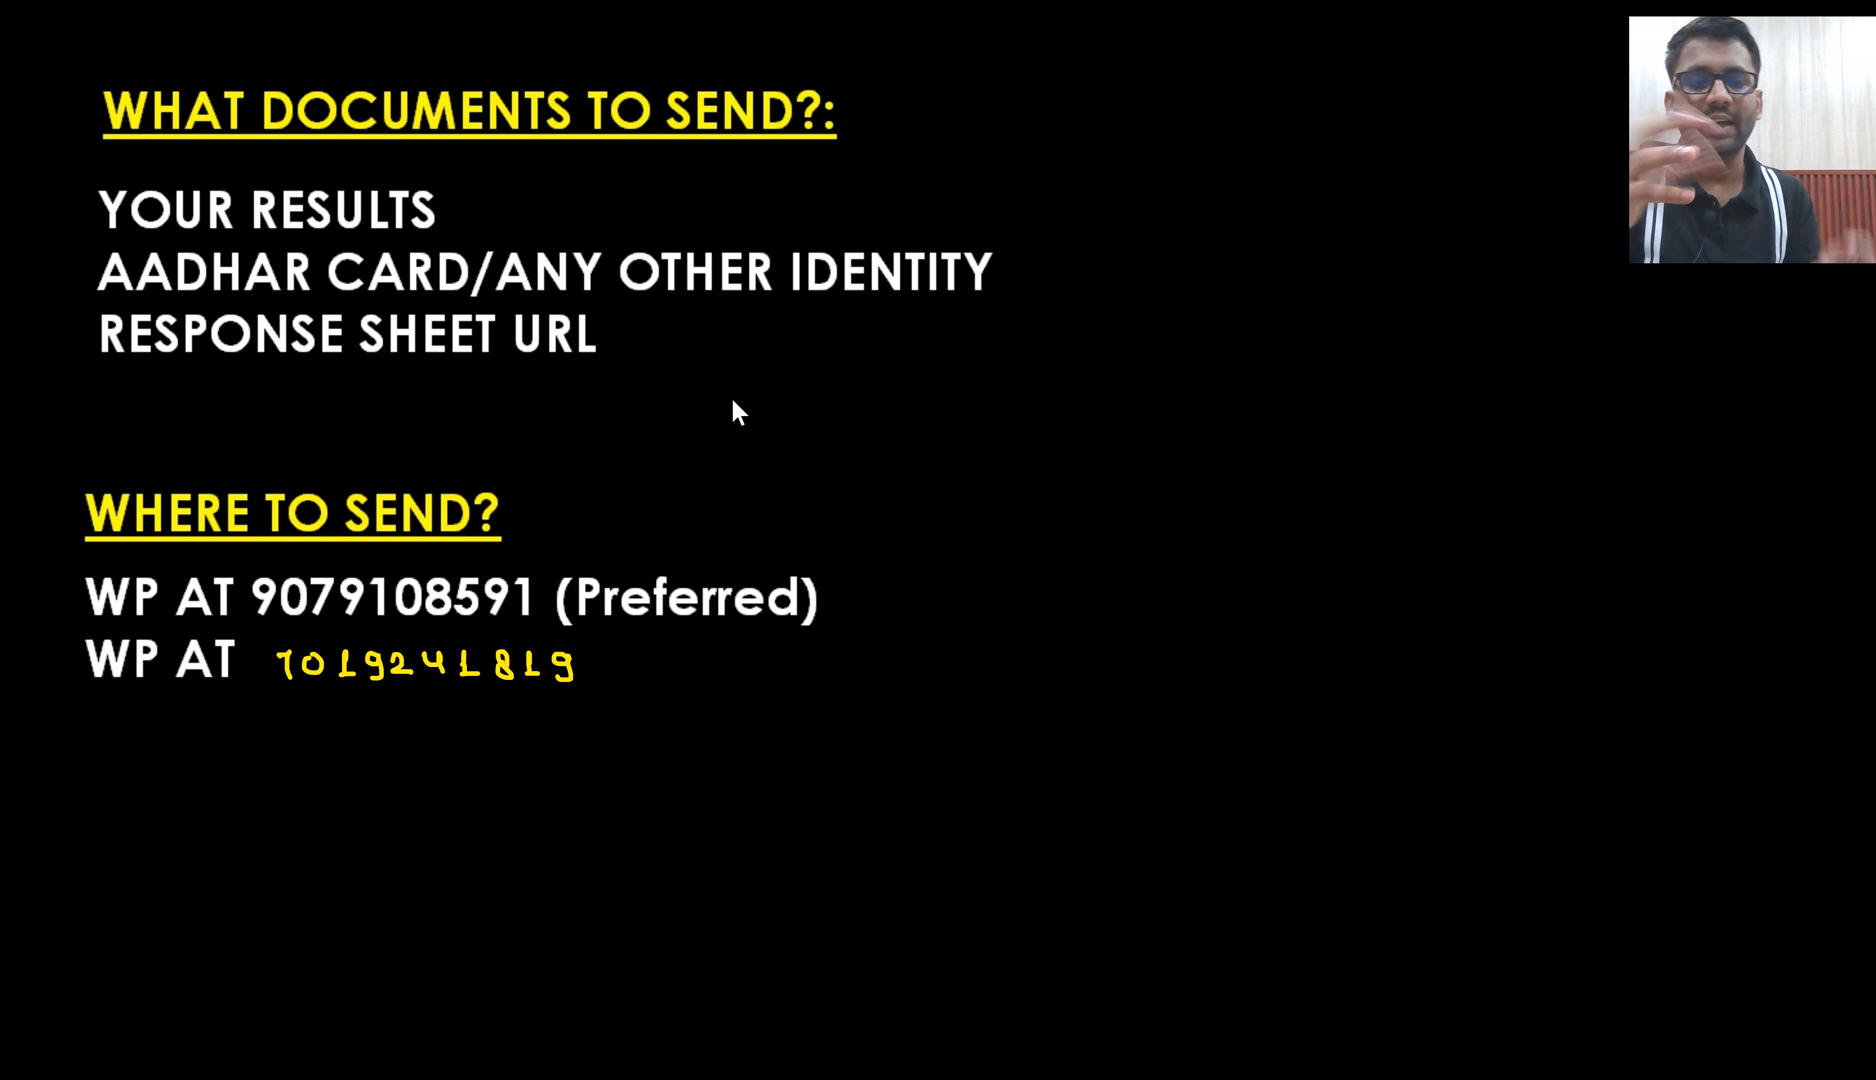 WHAT DOCUMENTS TO SEND?:
YOUR RESULTS
AADHAR CARD/ANY OTHER IDENTITY
RESPONSE SHEET URL
WHERE TO SEND?
WP AT 9079108591 (Preferred)
WP AT 7019241819